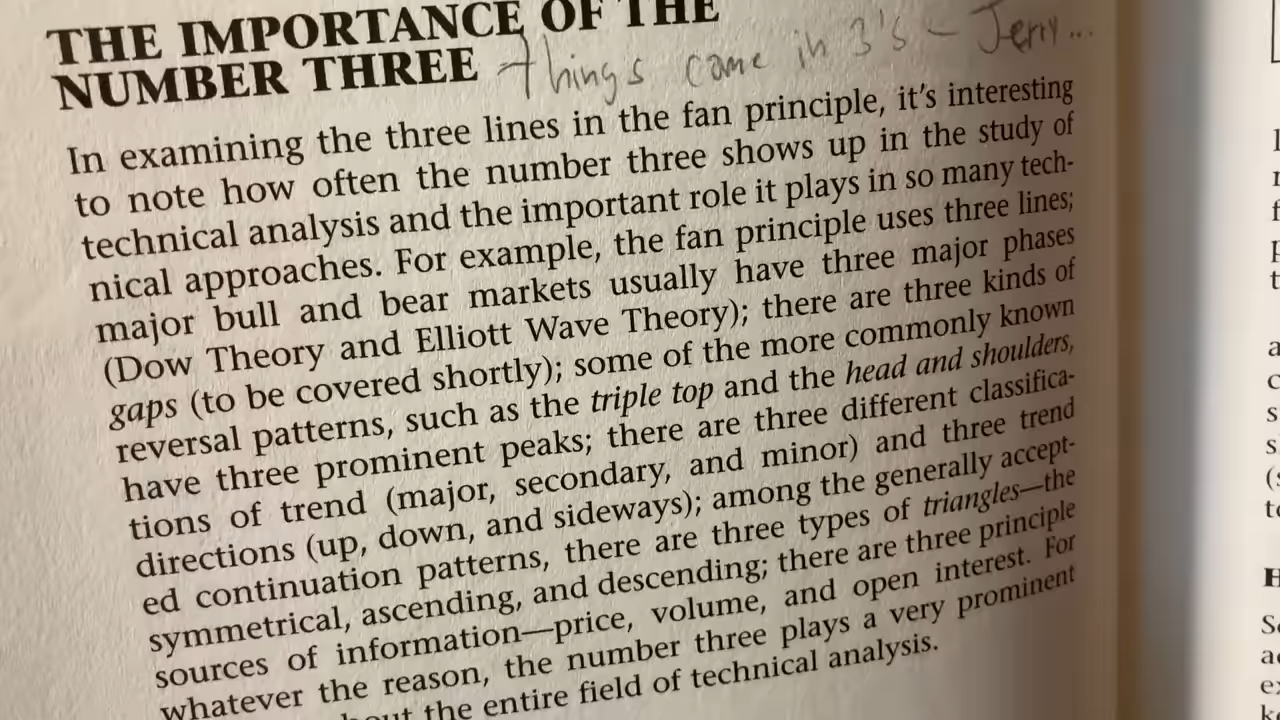 THE IMPORTANCE OF THE
NUMBER THREE Things come in 3's - Jerry...
In examining the three lines in the fan principle, it's interesting
to note how often the number three shows up in the study of
technical analysis and the important role it plays in so many tech-
nical approaches. For example, the fan principle uses three lines;
major bull and bear markets usually have three major phases
(Dow Theory and Elliott Wave Theory); there are three kinds of
gaps (to be covered shortly); some of the more commonly known
reversal patterns, such as the triple top and the head and shoulders,
have three prominent peaks; there are three different classifica-
tions of trend (major, secondary, and minor) and three trend
directions (up, down, and sideways); among the generally accept-
ed continuation patterns, there are three types of triangles—the
symmetrical, ascending, and descending; there are three principle
sources of information—price, volume, and open interest. For
whatever the reason, the number three plays a very prominent
the entire field of technical analysis.